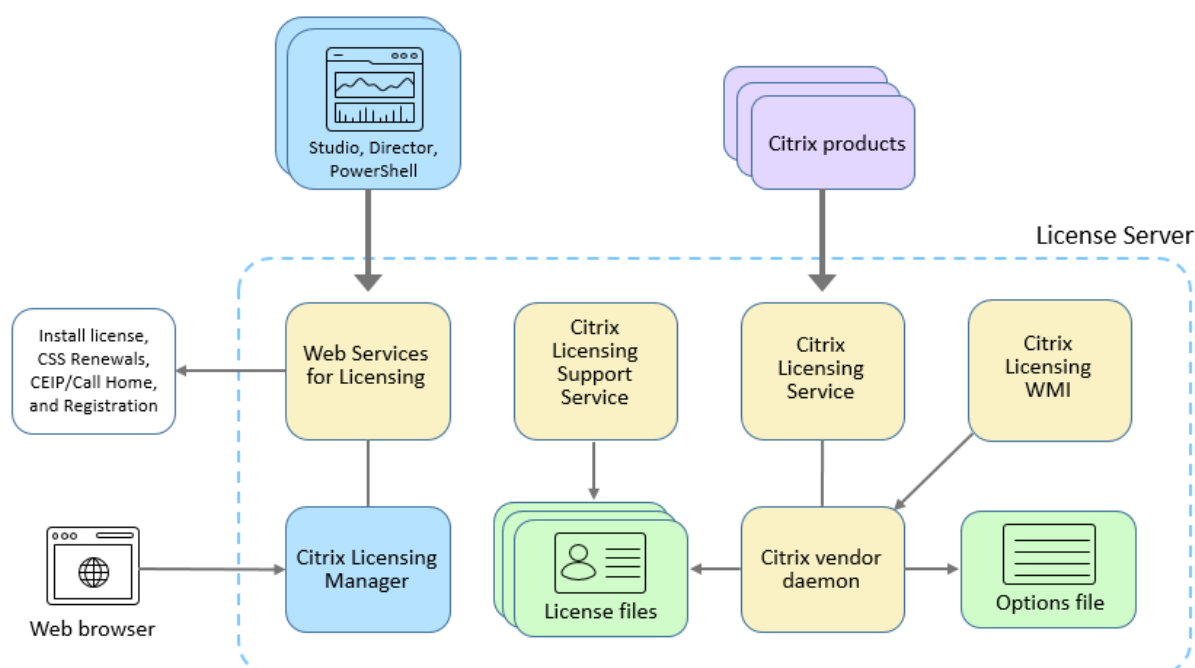 Studio, Director,
PowerShell
Citrix products
License Server
Install license,
CSS Renewals,
CEIP/Call Home,
and Registration
Web Services
for Licensing
Citrix
Licensing
Support
Service
Citrix
Licensing
Service
Citrix
Licensing
WMI
Web browser
Citrix Licensing
Manager
License files
Citrix vendor
daemon
Options file